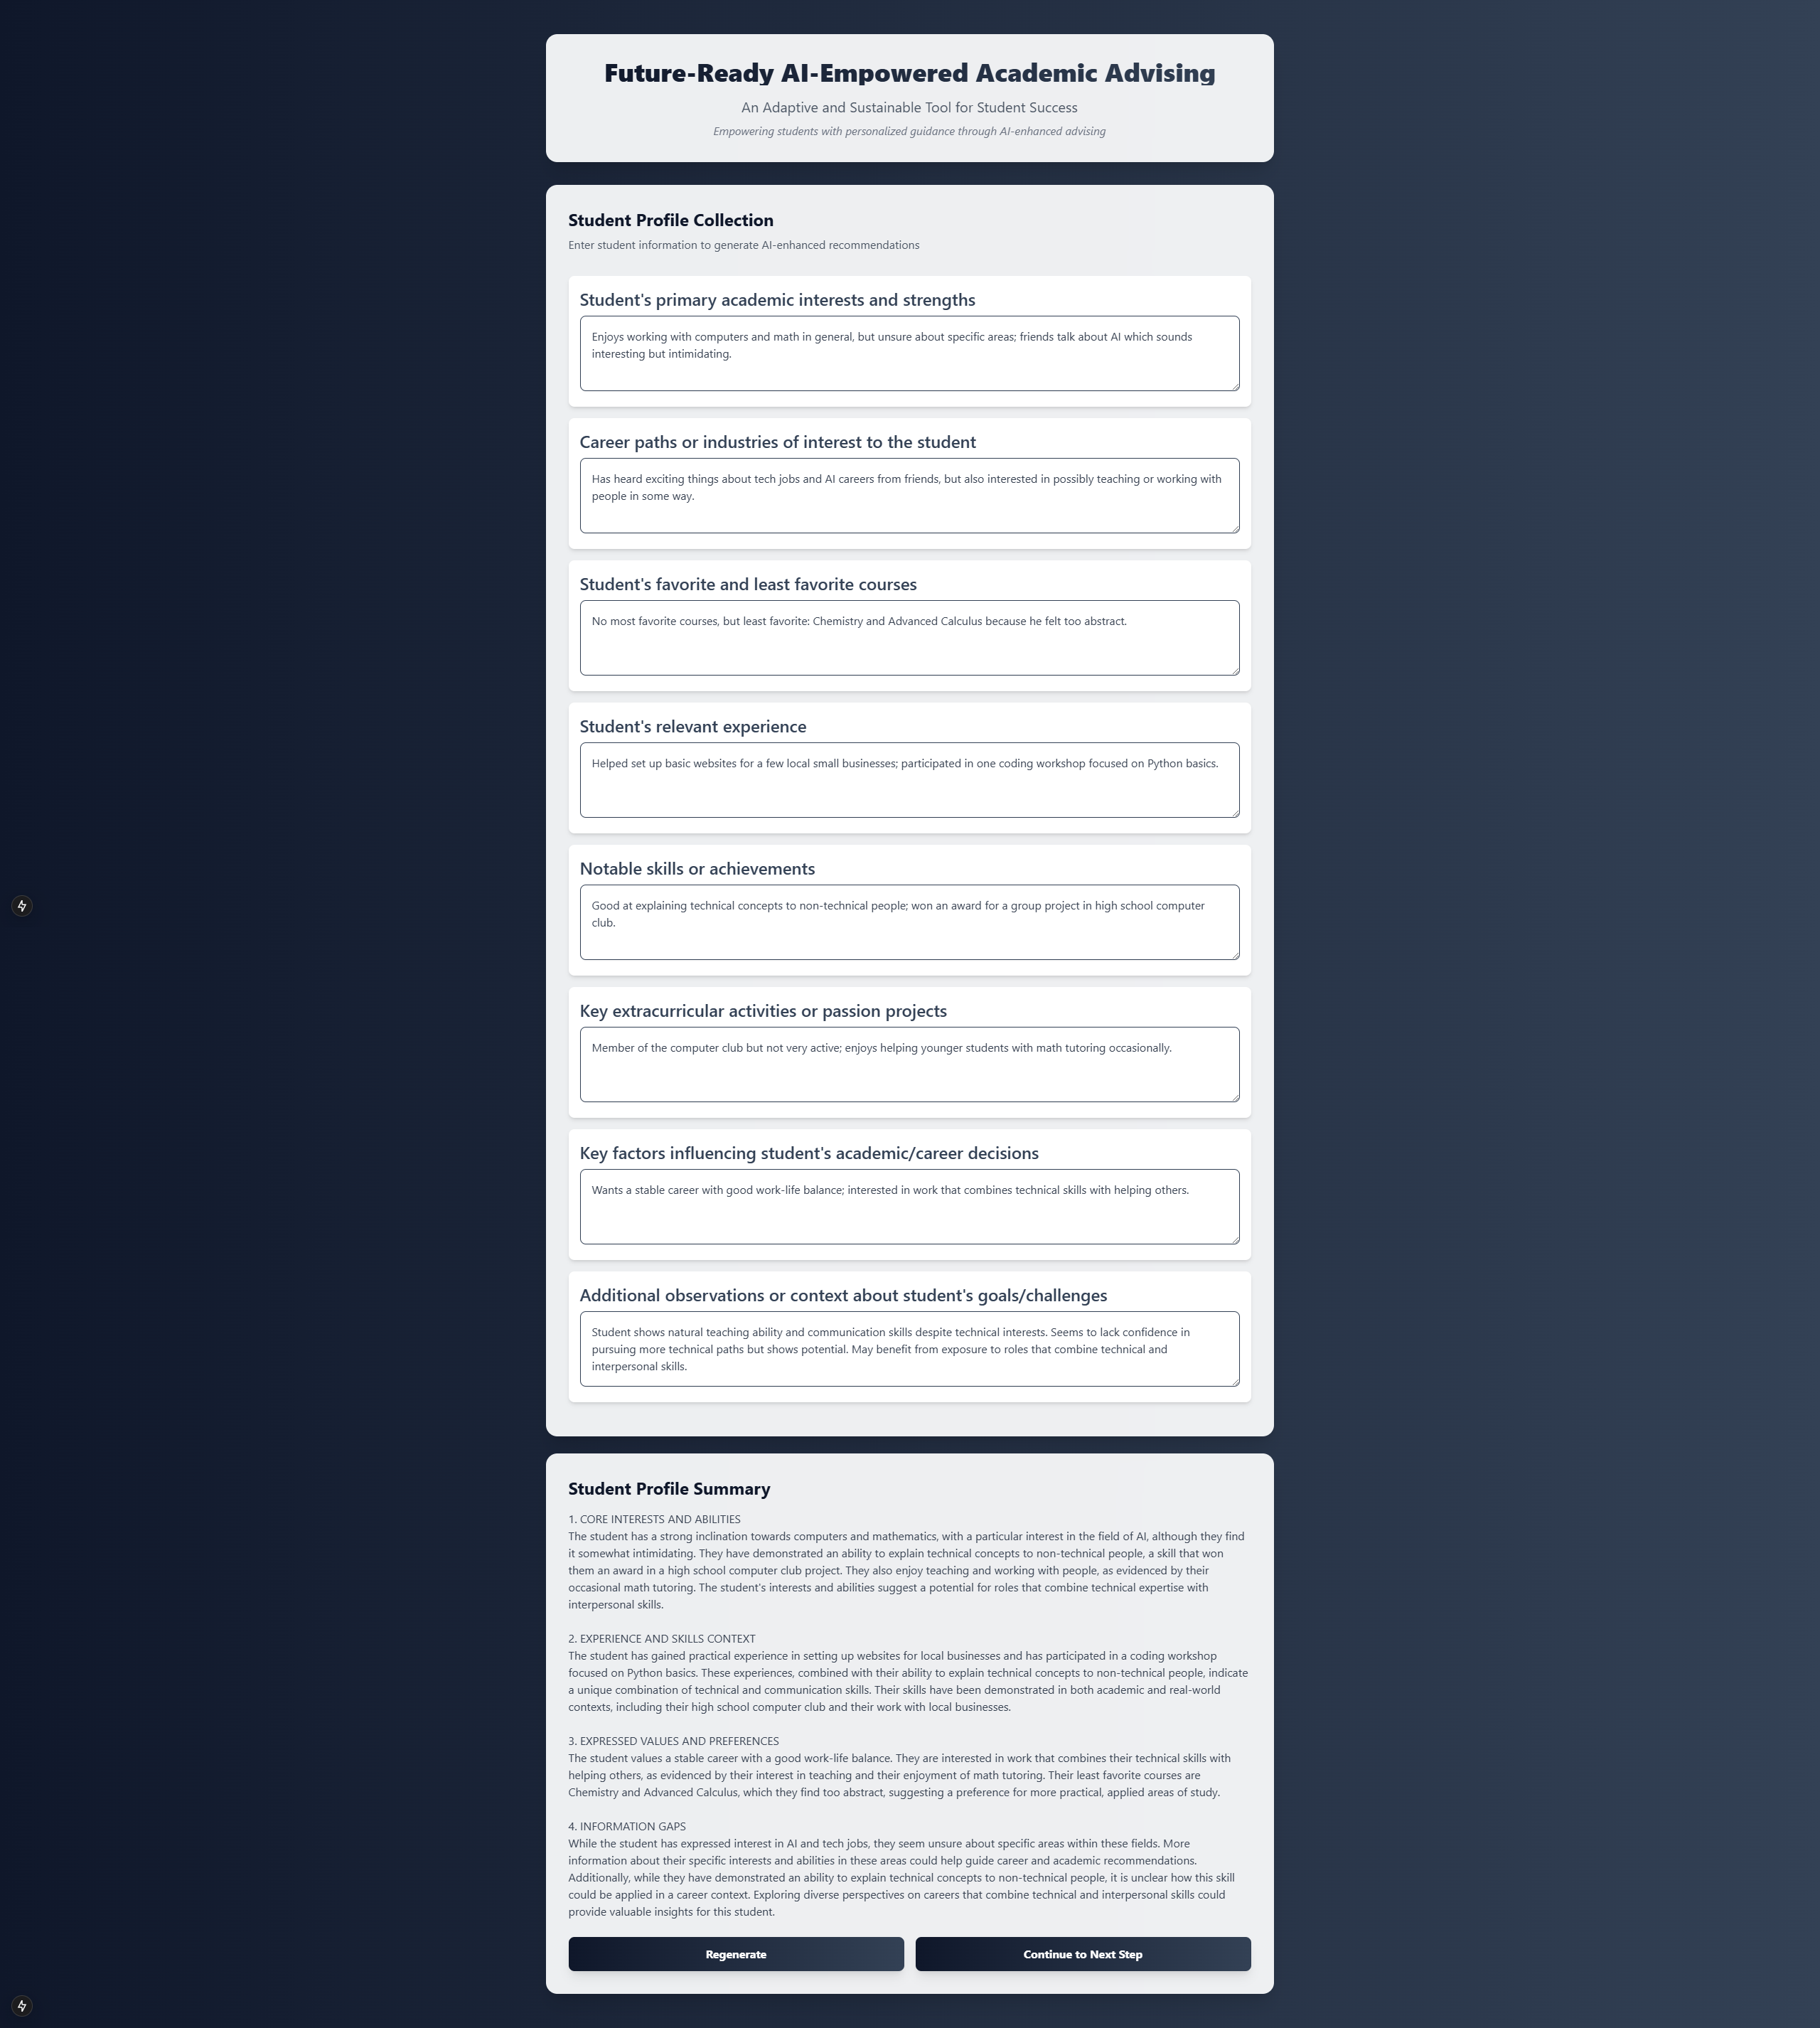 Future-Ready AI-Empowered Academic Advising
An Adaptive and Sustainable Tool for Student Success
Empowering students with personalized guidance through AI-enhanced advising
Student Profile Collection
Enter student information to generate AI-enhanced recommendations
Student's primary academic interests and strengths
Enjoys working with computers and math in general, but unsure about specific areas; friends talk about AI which sounds
interesting but intimidating.
Career paths or industries of interest to the student
Has heard exciting things about tech jobs and AI careers from friends, but also interested in possibly teaching or working with
people in some way.
Student's favorite and least favorite courses
No most favorite courses, but least favorite: Chemistry and Advanced Calculus because he felt too abstract.
Student's relevant experience
Helped set up basic websites for a few local small businesses; participated in one coding workshop focused on Python basics.
Notable skills or achievements
Good at explaining technical concepts to non-technical people; won an award for a group project in high school computer
club.
Key extracurricular activities or passion projects
Member of the computer club but not very active; enjoys helping younger students with math tutoring occasionally.
Key factors influencing student's academic/career decisions
Wants a stable career with good work-life balance; interested in work that combines technical skills with helping others.
Additional observations or context about student's goals/challenges
Student shows natural teaching ability and communication skills despite technical interests. Seems to lack confidence in
pursuing more technical paths but shows potential. May benefit from exposure to roles that combine technical and
interpersonal skills.
Student Profile Summary
1. CORE INTERESTS AND ABILITIES
The student has a strong inclination towards computers and mathematics, with a particular interest in the field of AI, although they find
it somewhat intimidating. They have demonstrated an ability to explain technical concepts to non-technical people, a skill that won
them an award in a high school computer club project. They also enjoy teaching and working with people, as evidenced by their
occasional math tutoring. The student's interests and abilities suggest a potential for roles that combine technical expertise with
interpersonal skills.
2. EXPERIENCE AND SKILLS CONTEXT
The student has gained practical experience in setting up websites for local businesses and has participated in a coding workshop
focused on Python basics. These experiences, combined with their ability to explain technical concepts to non-technical people, indicate
a unique combination of technical and communication skills. Their skills have been demonstrated in both academic and real-world
contexts, including their high school computer club and their work with local businesses.
3. EXPRESSED VALUES AND PREFERENCES
The student values a stable career with a good work-life balance. They are interested in work that combines their technical skills with
helping others, as evidenced by their interest in teaching and their enjoyment of math tutoring. Their least favorite courses are
Chemistry and Advanced Calculus, which they find too abstract, suggesting a preference for more practical, applied areas of study.
4. INFORMATION GAPS
While the student has expressed interest in AI and tech jobs, they seem unsure about specific areas within these fields. More
information about their specific interests and abilities in these areas could help guide career and academic recommendations.
Additionally, while they have demonstrated an ability to explain technical concepts to non-technical people, it is unclear how this skill
could be applied in a career context. Exploring diverse perspectives on careers that combine technical and interpersonal skills could
provide valuable insights for this student.
Regenerate
Continue to Next Step